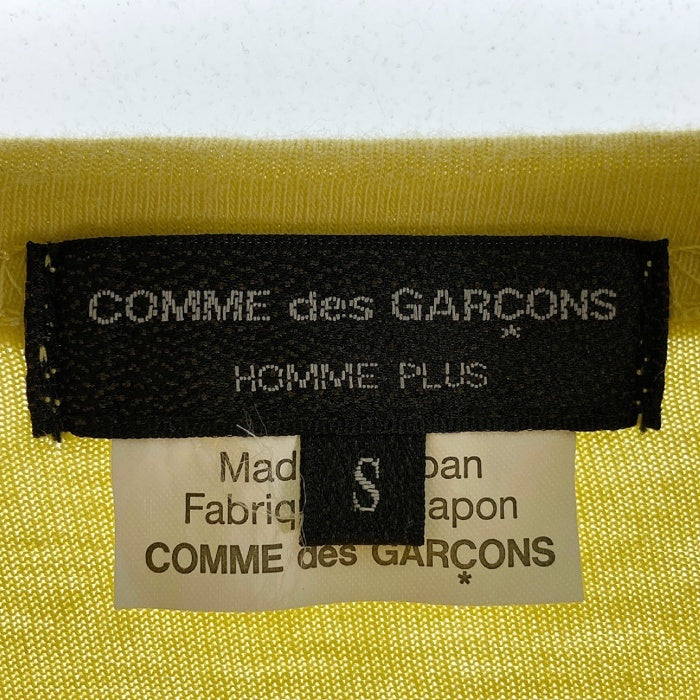 COMME des GARÇONS
HOMME PLUS
S
Mad pan
Fabriq apon
COMME des GARÇONS